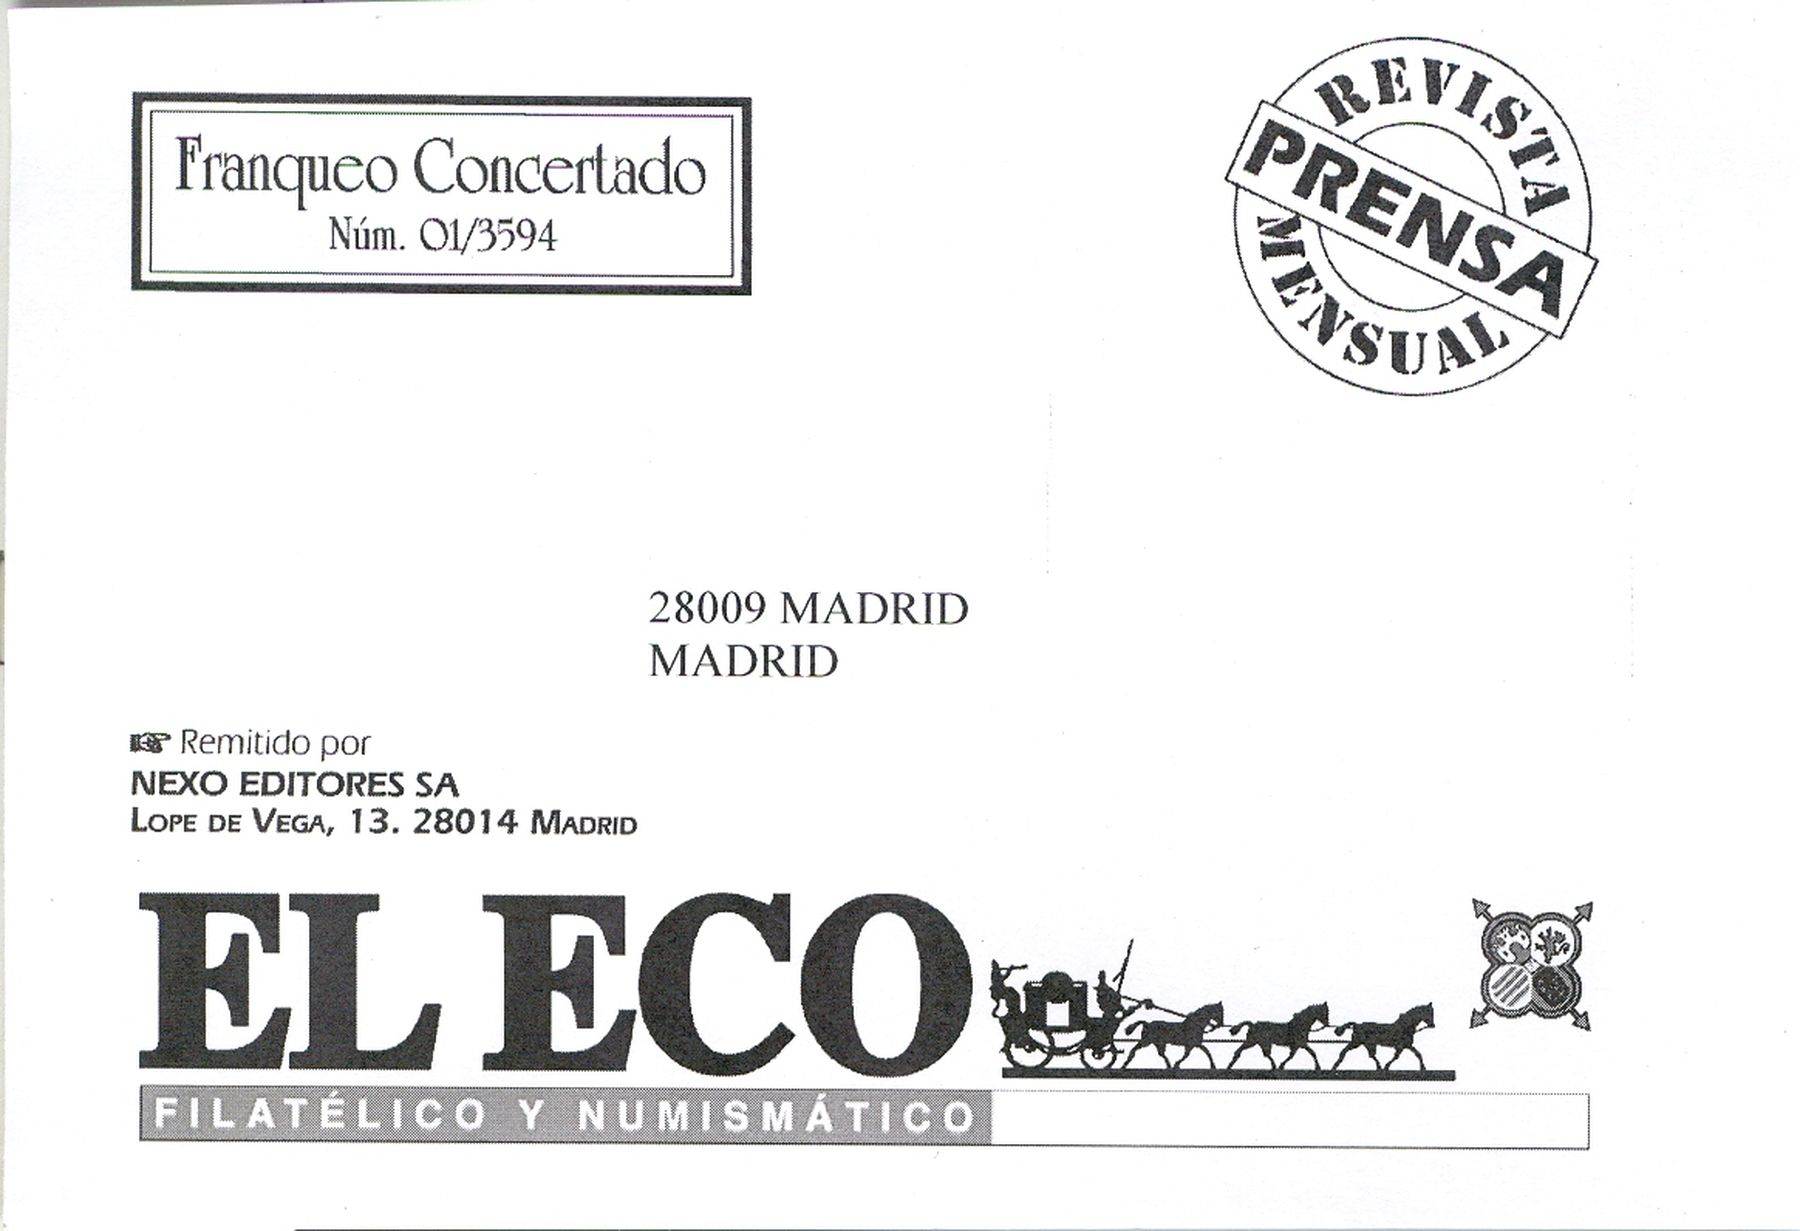 Franqueo Concertado
Núm. 01/3594
REVISTA
PRENSA
MENSUAL
28009 MADRID
MADRID
☞ Remitido por
NEXO EDITORES SA
LOPE DE VEGA, 13. 28014 MADRID
EL ECO
FILATÉLICO Y NUMISMÁTICO